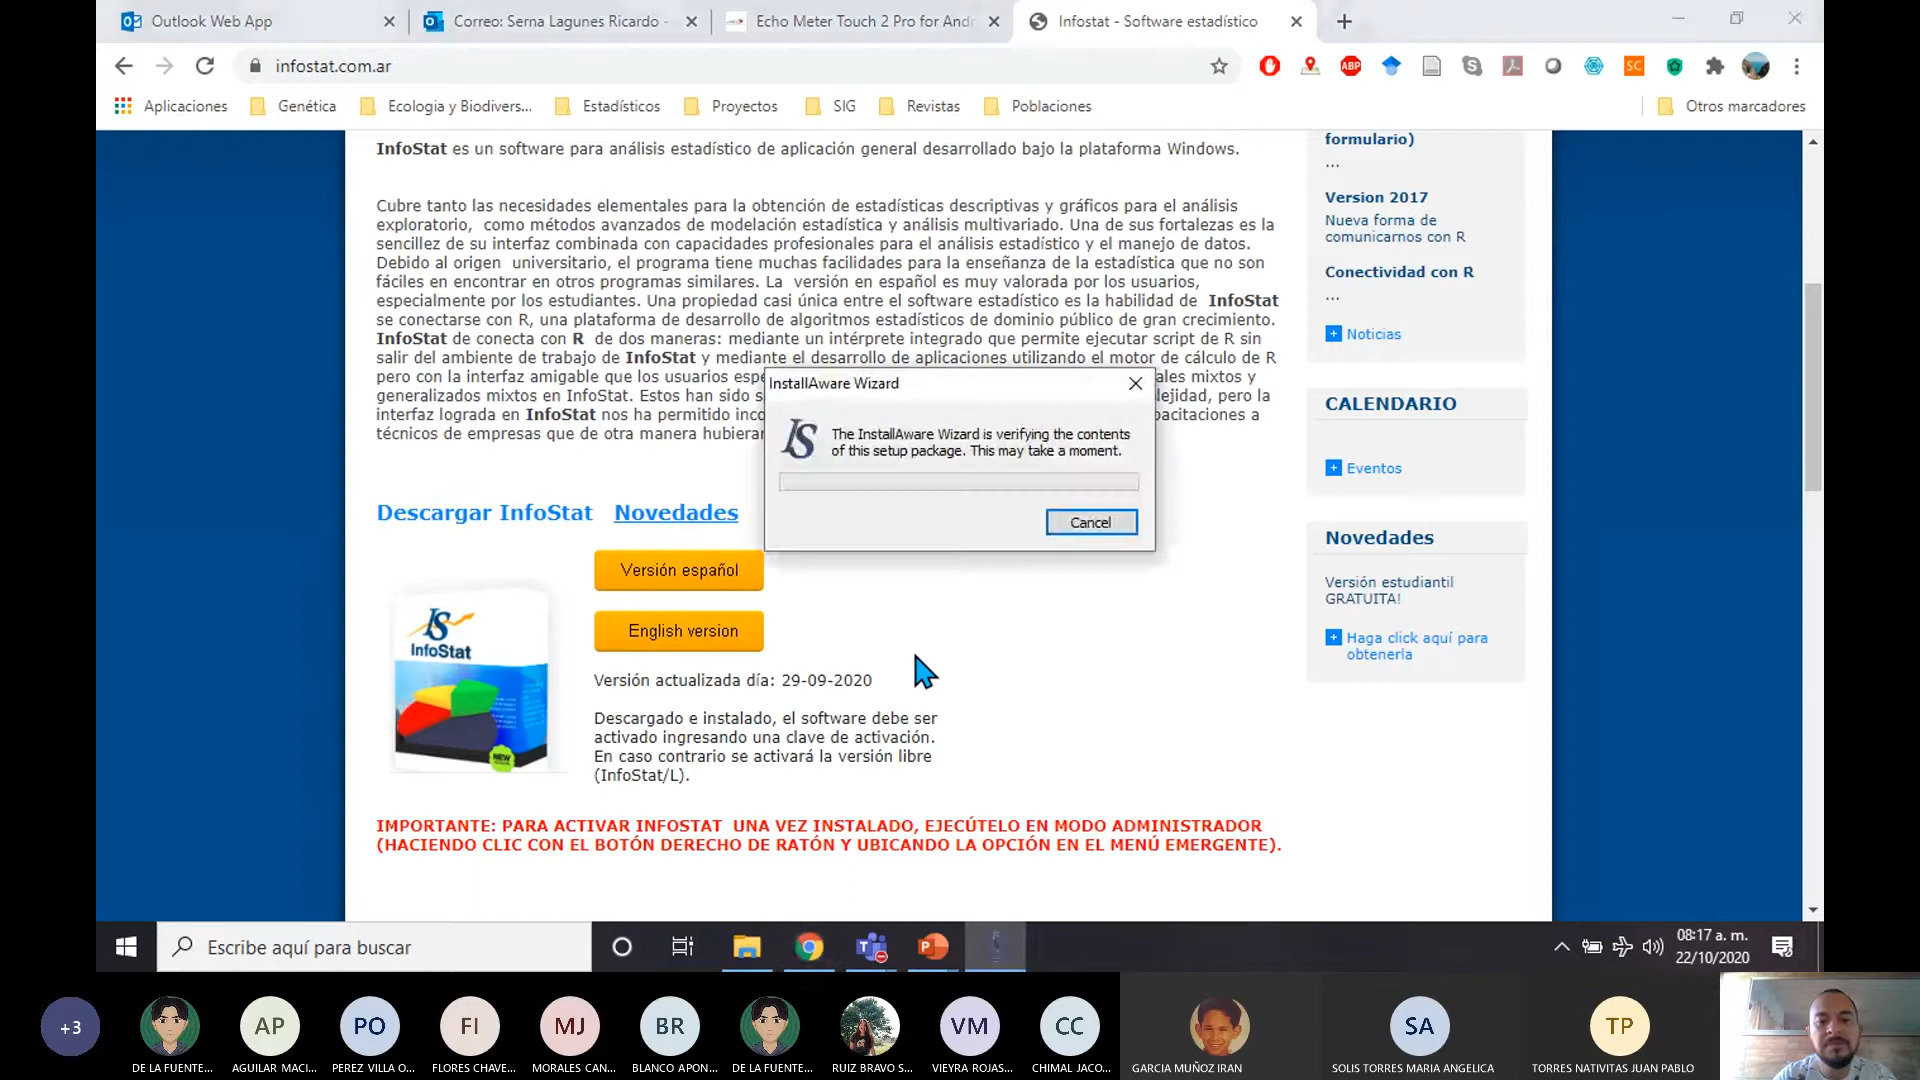 Outlook Web App
Correo: Serna Lagunes Ricardo -
Echo Meter Touch 2 Pro for Andr
Infostat - Software estadístico
infostat.com.ar
ABP
SC
Aplicaciones
Genética
Ecologia y Biodivers...
Estadísticos
Proyectos
SIG
Revistas
Poblaciones
Otros marcadores
InfoStat es un software para análisis estadístico de aplicación general desarrollado bajo la plataforma Windows.
Cubre tanto las necesidades elementales para la obtención de estadísticas descriptivas y gráficos para el análisis
exploratorio, como métodos avanzados de modelación estadística y análisis multivariado. Una de sus fortalezas es la
sencillez de su interfaz combinada con capacidades profesionales para el análisis estadístico y el manejo de datos.
Debido al origen universitario, el programa tiene muchas facilidades para la enseñanza de la estadística que no son
fáciles en encontrar en otros programas similares. La versión en español es muy valorada por los usuarios,
especialmente por los estudiantes. Una propiedad casi única entre el software estadístico es la habilidad de InfoStat
se conectarse con R, una plataforma de desarrollo de algoritmos estadísticos de dominio público de gran crecimiento.
InfoStat de conecta con R de dos maneras: mediante un intérprete integrado que permite ejecutar script de R sin
salir del ambiente de trabajo de InfoStat y mediante el desarrollo de aplicaciones utilizando el motor de cálculo de R
pero con la interfaz amigable que los usuarios espe
ales mixtos y
generalizados mixtos en InfoStat. Estos han sido s
lejidad, pero la
interfaz lograda en InfoStat nos ha permitido inco
pacitaciones a
técnicos de empresas que de otra manera hubieran
InstallAware Wizard
IS
The InstallAware Wizard is verifying the contents
of this setup package. This may take a moment.
Cancel
Descargar InfoStat Novedades
Versión español
English version
IS
InfoStat
NEW
Versión actualizada día: 29-09-2020
Descargado e instalado, el software debe ser
activado ingresando una clave de activación.
En caso contrario se activará la versión libre
(InfoStat/L).
IMPORTANTE: PARA ACTIVAR INFOSTAT UNA VEZ INSTALADO, EJECÚTELO EN MODO ADMINISTRADOR
(HACIENDO CLIC CON EL BOTÓN DERECHO DE RATÓN Y UBICANDO LA OPCIÓN EN EL MENÚ EMERGENTE).
formulario)
...
Version 2017
Nueva forma de
comunicarnos con R
Conectividad con R
...
Noticias
CALENDARIO
Eventos
Novedades
Versión estudiantil
GRATUITA!
Haga click aquí para
obtenerla
Escribe aquí para buscar
08:17 a. m.
22/10/2020
+3
AP
PO
FI
MJ
BR
VM
CC
SA
TP
DE LA FUENTE...
AGUILAR MACI...
PEREZ VILLA O...
FLORES CHAVE...
MORALES CAN...
BLANCO APON...
DE LA FUENTE...
RUIZ BRAVO S...
VIEYRA ROJAS...
CHIMAL JACO...
GARCIA MUÑOZ IRAN
SOLIS TORRES MARIA ANGELICA
TORRES NATIVITAS JUAN PABLO